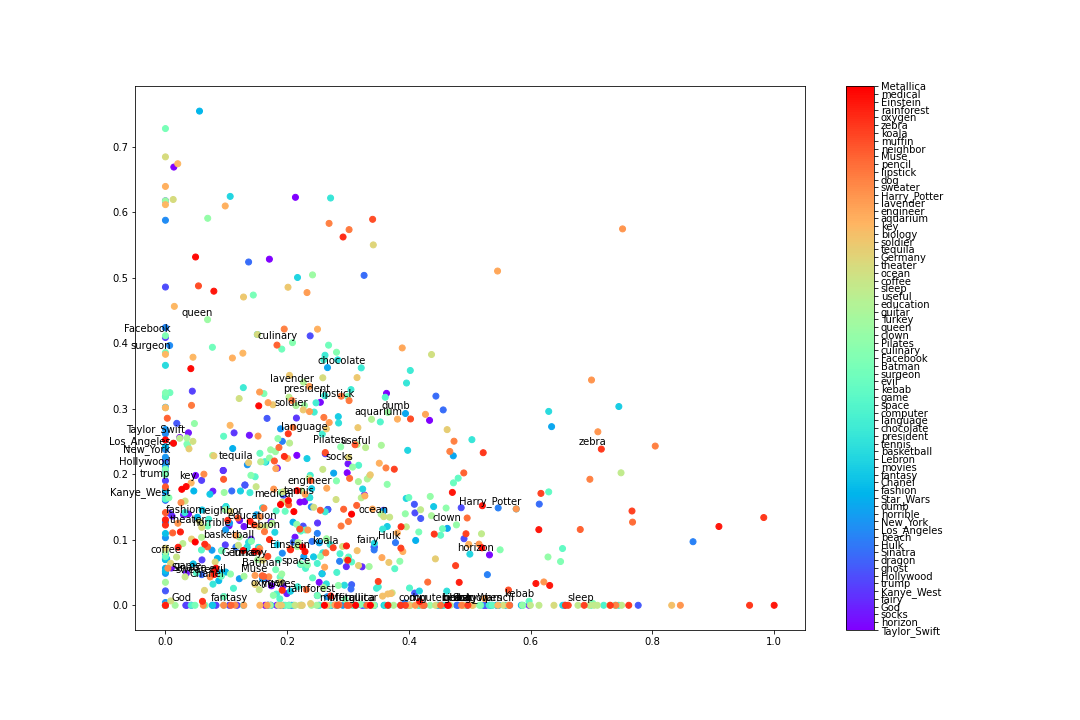 0.7
0.6
0.5
0.4
0.3
0.2
0.1
0.0
0.0
0.2
0.4
0.6
0.8
1.0
queen
Facebook
surgeon
culinary
chocolate
lavender
president
lipstick
soldier
dumb
aquarium
language
Taylor_Swift
Los_Angeles
New_York
Pilates
useful
zebra
Hollywood
tequila
socks
trump
key
engineer
tennis
Kanye_West
medical
Harry_Potter
fashion
neighbor
theater
horrible
education
Lebron
ocean
clown
basketball
Hulk
fairy
koala
Einstein
horizon
coffee
Batman
space
Muse
Chanel
rainforest
God
fantasy
kebab
sleep
Metallica
medical
Einstein
rainforest
oxygen
zebra
koala
muffin
neighbor
Muse
pencil
lipstick
dog
sweater
Harry_Potter
lavender
engineer
aquarium
key
biology
soldier
tequila
Germany
theater
ocean
coffee
sleep
useful
education
guitar
Turkey
queen
clown
Pilates
culinary
Facebook
Batman
surgeon
evil
kebab
game
space
computer
language
chocolate
president
tennis
basketball
Lebron
movies
fantasy
Chanel
fashion
Star_Wars
dump
horrible
New_York
Los_Angeles
beach
Hulk
Sinatra
dragon
ghost
Hollywood
trump
Kanye_West
fairy
God
socks
horizon
Taylor_Swift